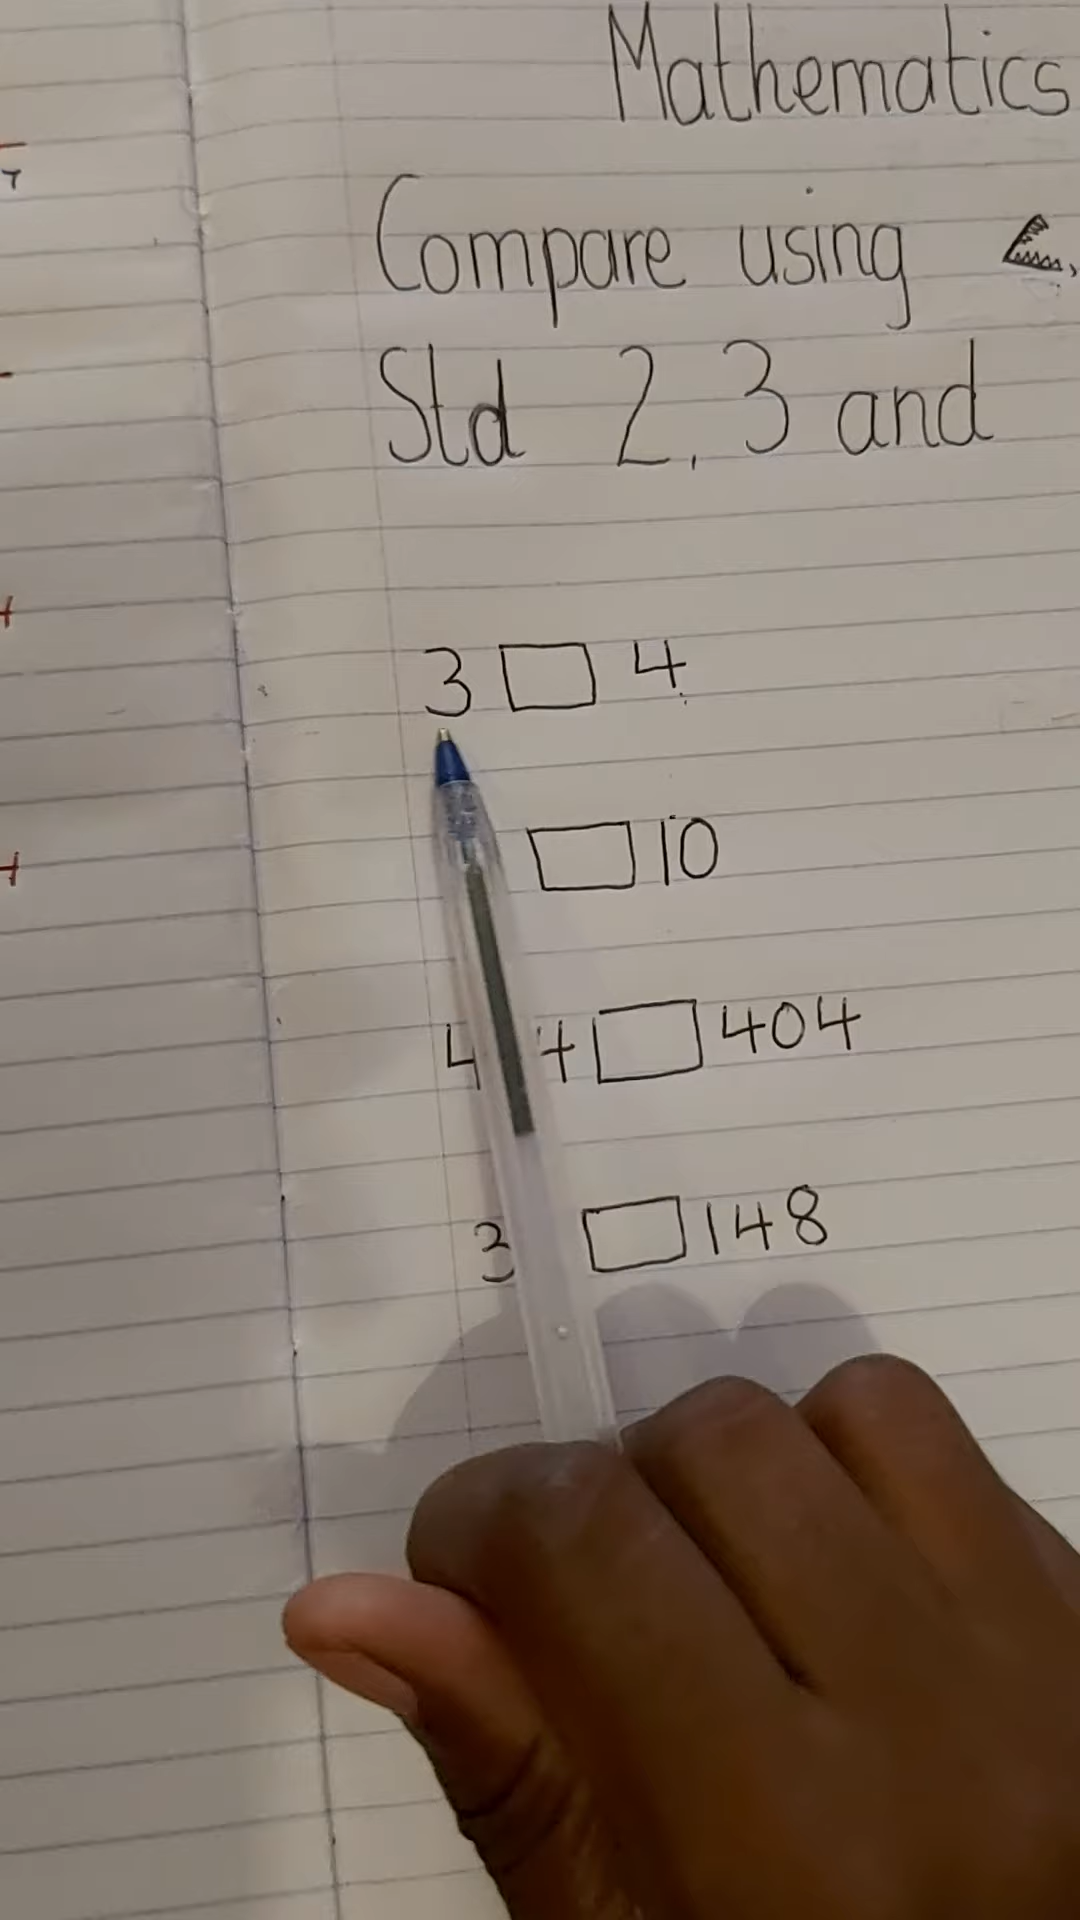 Mathematics
Compare using <,
Std 2, 3 and
3 □ 4
□ 10
□ 404
□ 148